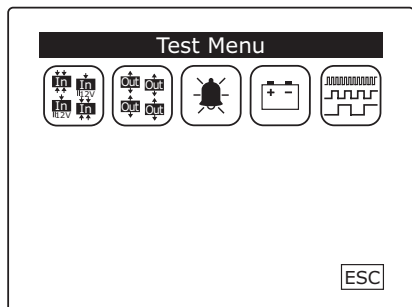 Test Menu
In In Out Out
12V
In In Out Out + -
12V
ESC